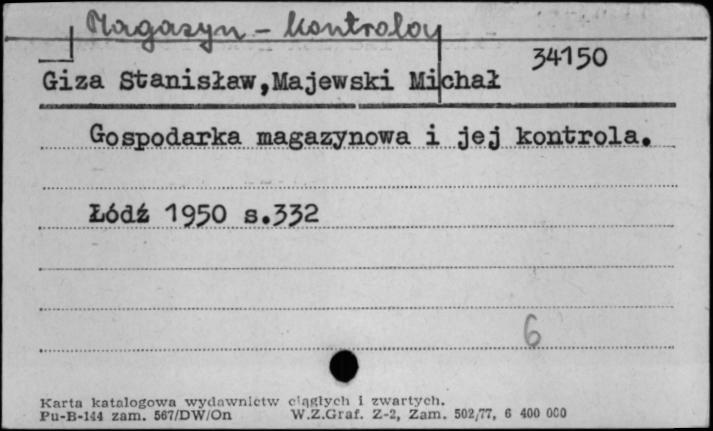 Magazyn - kontrola
34150
Giza Stanisław,Majewski Michał
Gospodarka magazynowa i jej kontrola.
Łódź 1950 s.332
6
Karta katalogowa wydawnictw ciągłych i zwartych.
Pu-B-144 zam. 567/DW/On W.Z.Graf. Z-2, Zam. 502/77, 6 400 000